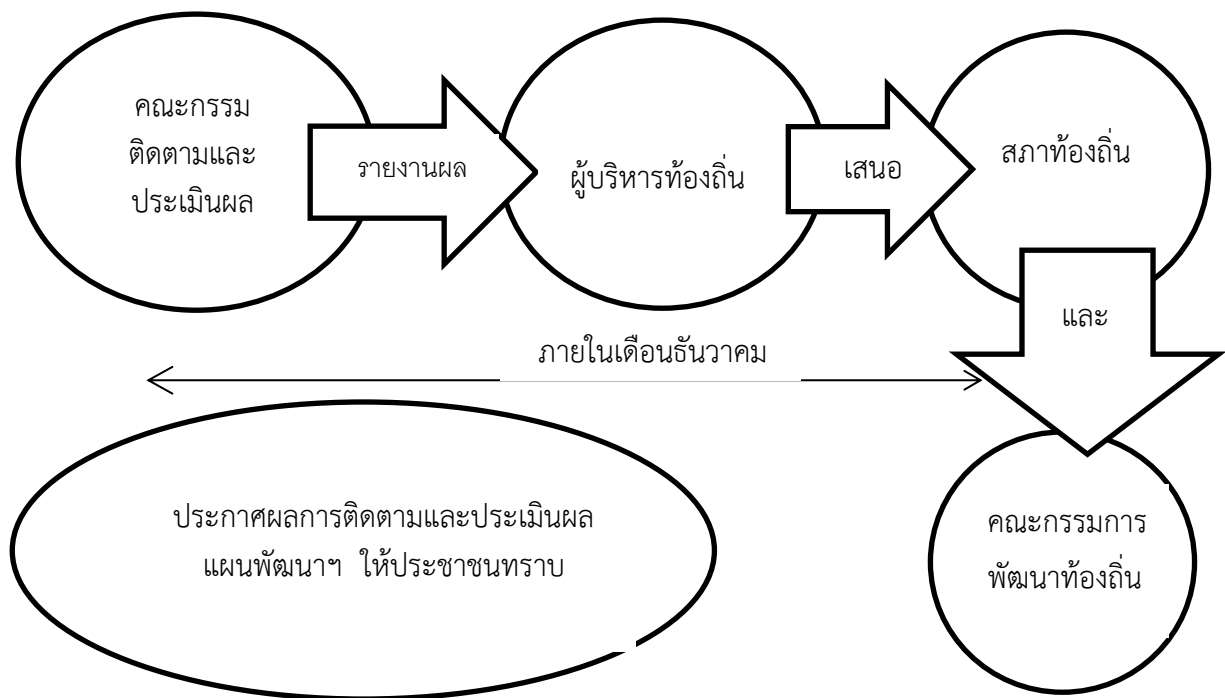 คณะกรรม
ติดตามและ
ประเมินผล
รายงานผล
ผู้บริหารท้องถิ่น
เสนอ
สภาท้องถิ่น
และ
ภายในเดือนธันวาคม
ประกาศผลการติดตามและประเมินผล
แผนพัฒนาฯ ให้ประชาชนทราบ
คณะกรรมการ
พัฒนาท้องถิ่น